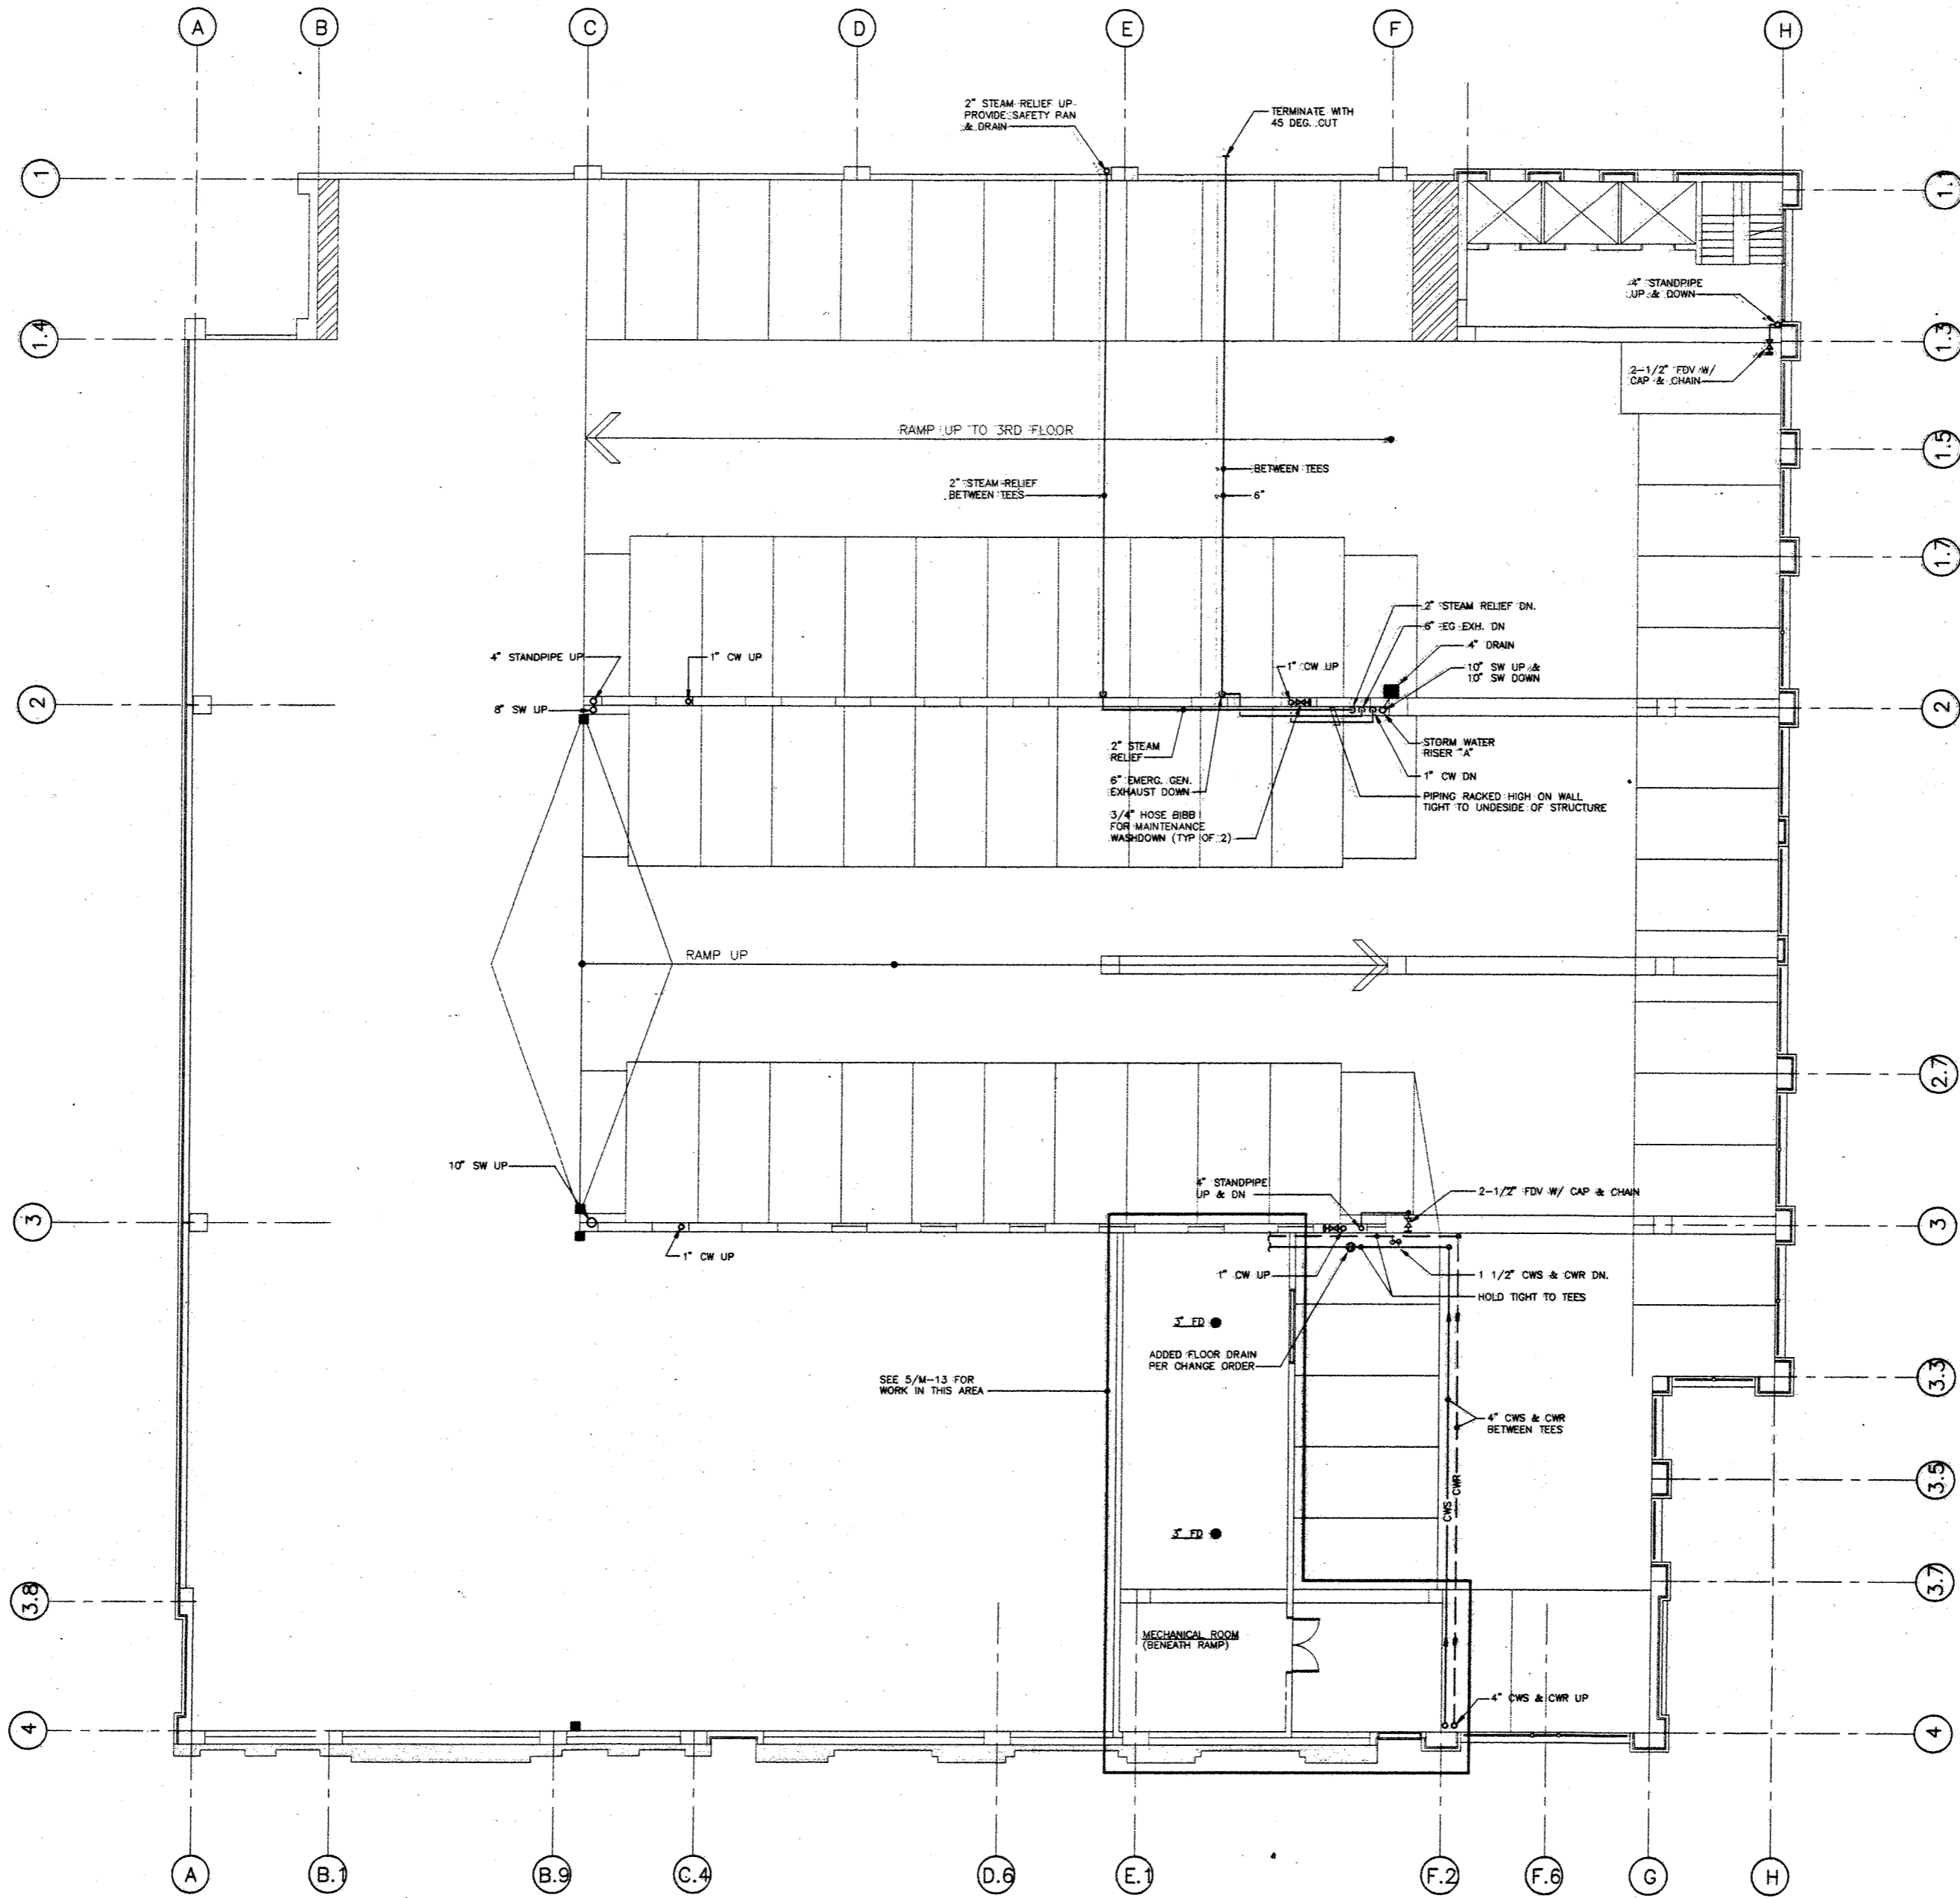 A
B
C
D
E
F
H
2" STEAM RELIEF UP
PROVIDE SAFETY PAN
& DRAIN
TERMINATE WITH
45 DEG. CUT
1
1.1
4" STANDPIPE
UP & DOWN
1.4
1.3
2-1/2" FDV W/
CAP & CHAIN
RAMP UP TO 3RD FLOOR
1.5
BETWEEN TEES
2" STEAM RELIEF
BETWEEN TEES
6"
1.7
2" STEAM RELIEF DN.
6" EG EXH. DN
4" DRAIN
10" SW UP &
10" SW DOWN
4" STANDPIPE UP
1" CW UP
1" CW UP
2
8" SW UP
2
STORM WATER
RISER "A"
2" STEAM
RELIEF
1" CW DN
6" EMERG. GEN.
EXHAUST DOWN
PIPING RACKED HIGH ON WALL
TIGHT TO UNDESIDE OF STRUCTURE
3/4" HOSE BIBB
FOR MAINTENANCE
WASHDOWN (TYP OF 2)
RAMP UP
2.7
10" SW UP
4" STANDPIPE
UP & DN
2-1/2" FDV W/ CAP & CHAIN
3
3
1" CW UP
1" CW UP
1 1/2" CWS & CWR DN.
HOLD TIGHT TO TEES
3" FD
ADDED FLOOR DRAIN
PER CHANGE ORDER
SEE 5/M-13 FOR
WORK IN THIS AREA
3.3
4" CWS & CWR
BETWEEN TEES
3.5
CWS
CWR
3" FD
3.7
3.8
MECHANICAL ROOM
(BENEATH RAMP)
4" CWS & CWR UP
4
4
A
B.1
B.9
C.4
D.6
E.1
F.2
F.6
G
H